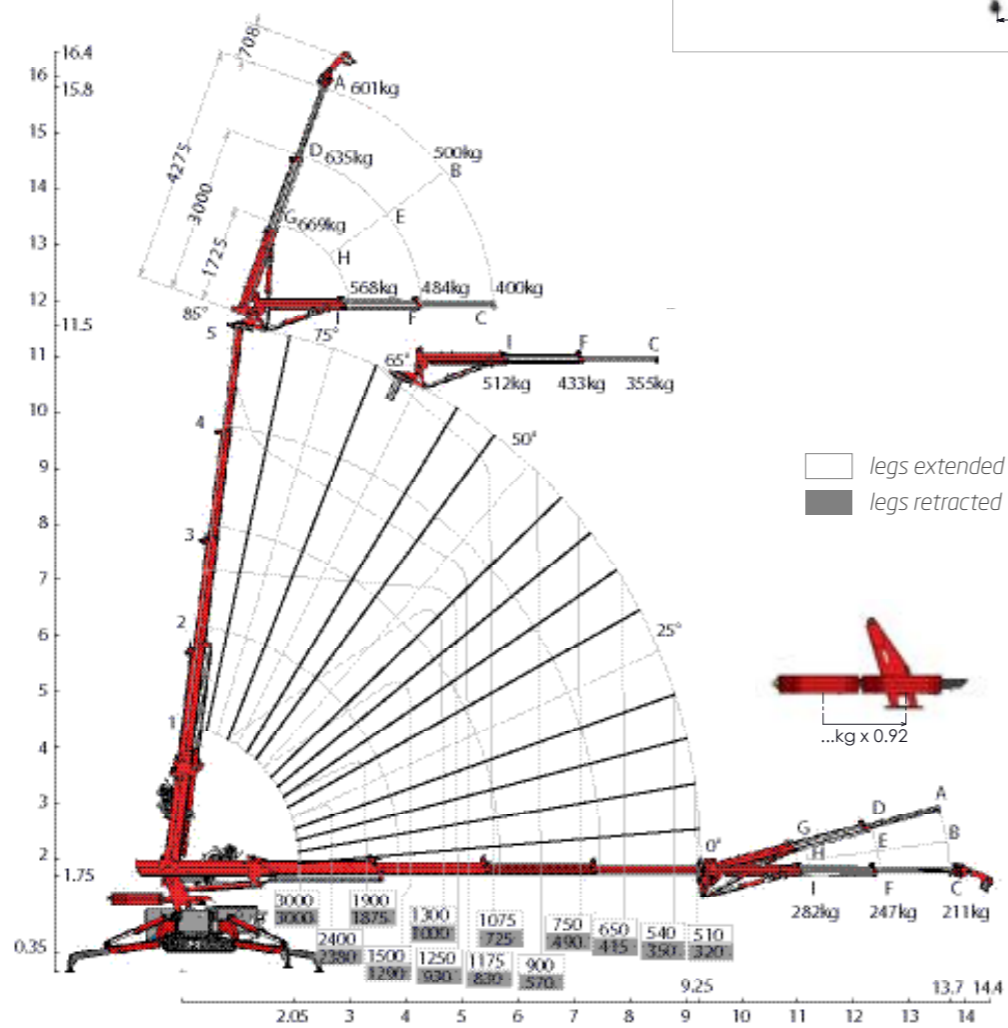 708
16.4
16
15.8
A 601kg
15
4275
D 635kg
500kg
B
14
3000
E
G 669kg
13
1725
H
12
568kg 484kg 400kg
85°
I F C
11.5
5
75°
11
65°
I F C
512kg 433kg 355kg
10
4
50°
9
legs extended
8
legs retracted
3
7
6
2
25°
5
1
...kg x 0.92
4
3
A
D
G
B
E
2
0°
H
1.75
I F C
282kg 247kg 211kg
3000 1900 1300 1075 750 650 540 510
3000 1875 1000 725 490 415 350 320
2400 1500 1250 1175 900
2380 1290 930 830 570
0.35
9.25 13.7 14.4
2.05 3 4 5 6 7 8 9 10 11 12 13 14